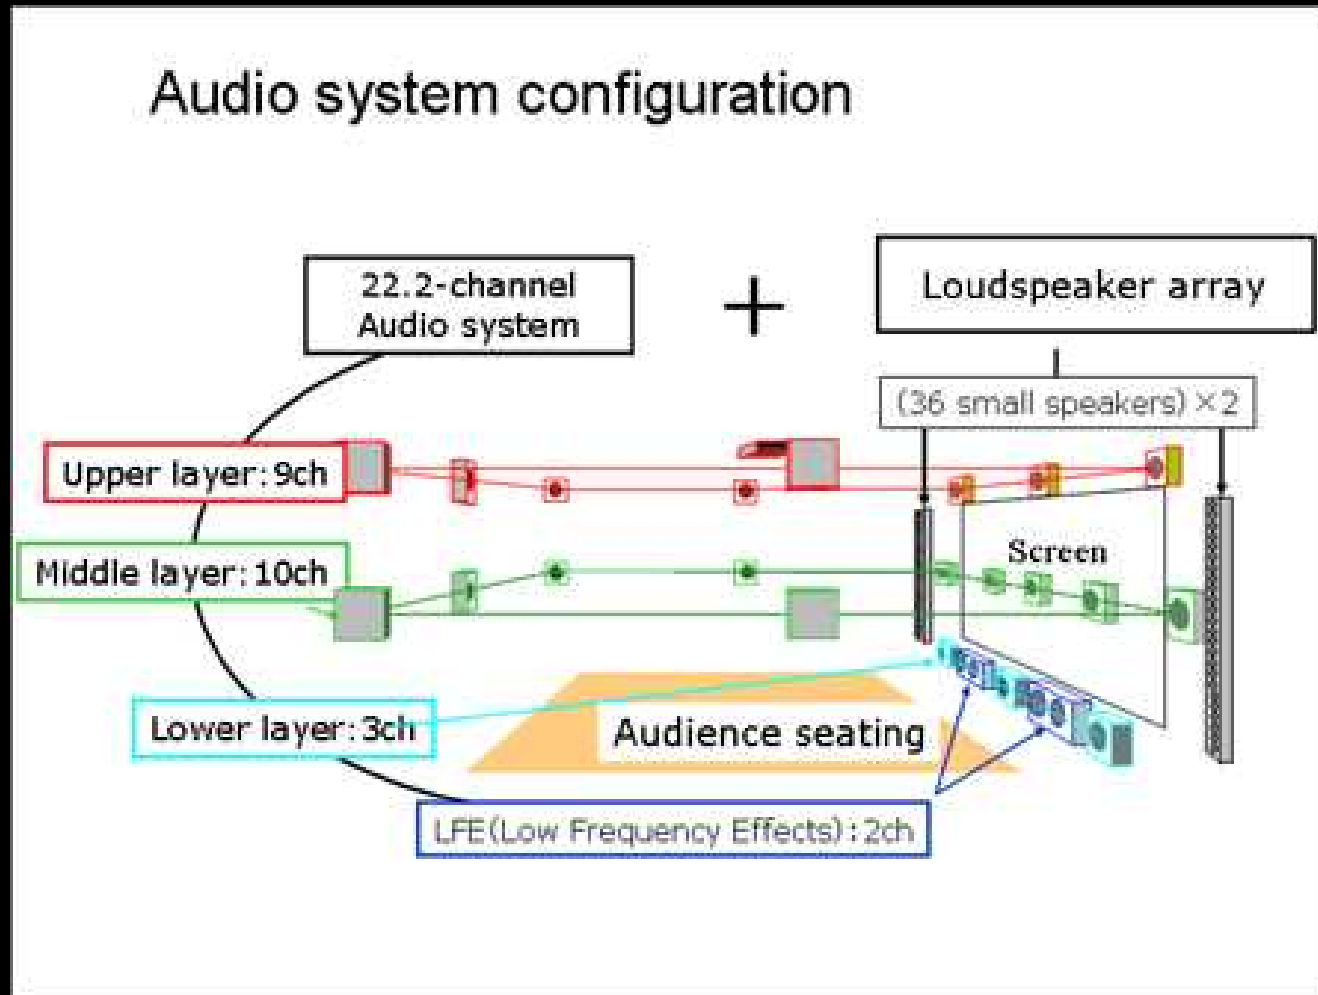 Audio system configuration
22.2-channel
Audio system
+
Loudspeaker array
(36 small speakers)×2
Upper layer:9ch
Middle layer:10ch
Screen
Lower layer:3ch
Audience seating
LFE(Low Frequency Effects):2ch